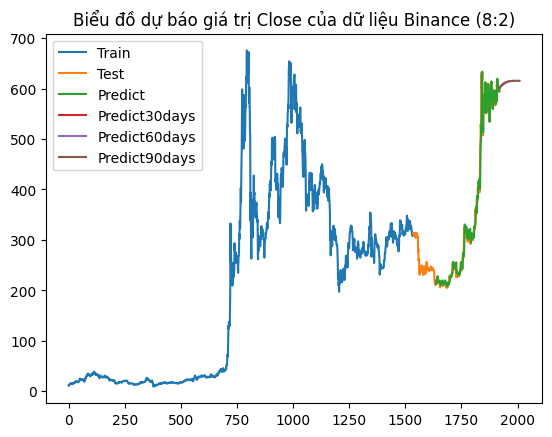 Biểu đồ dự báo giá trị Close của dữ liệu Binance (8:2)
700
600
500
400
300
200
100
0
Train
Test
Predict
Predict30days
Predict60days
Predict90days
0
250
500
750
1000
1250
1500
1750
2000